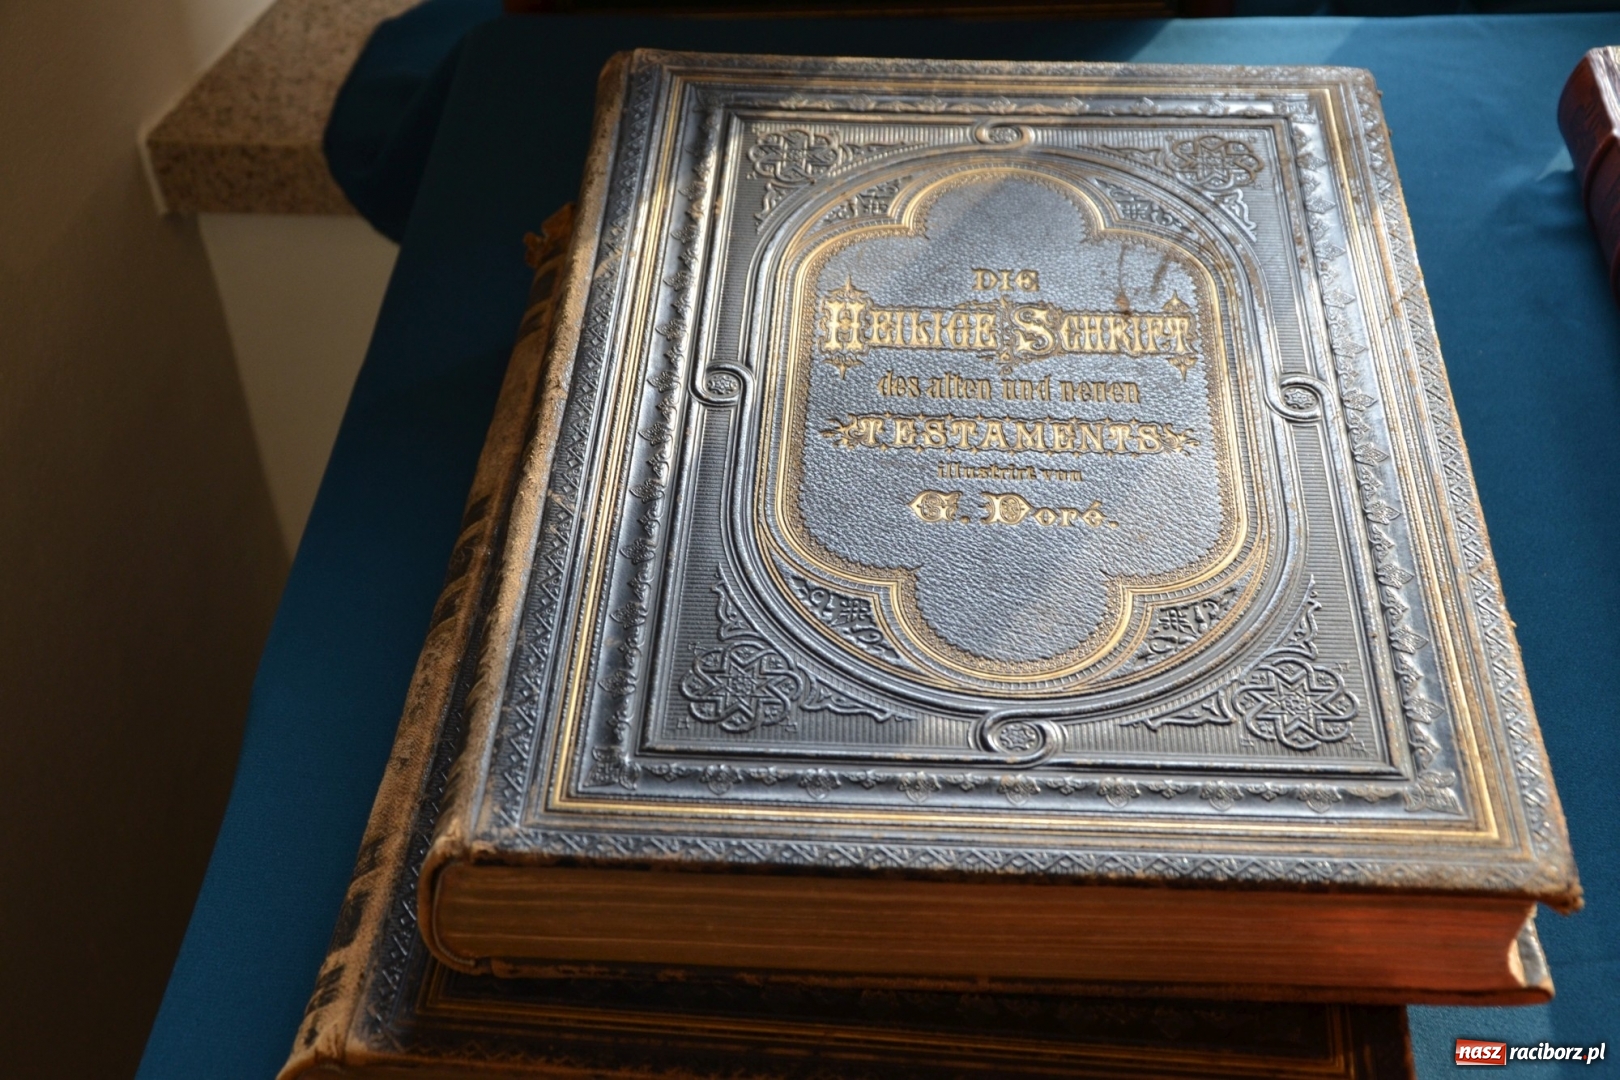 DIE
HEILIGE SCHRIFT
des alten und neuen
TESTAMENTS
illustrirt von
G. Doré.
nasz raciborz.pl